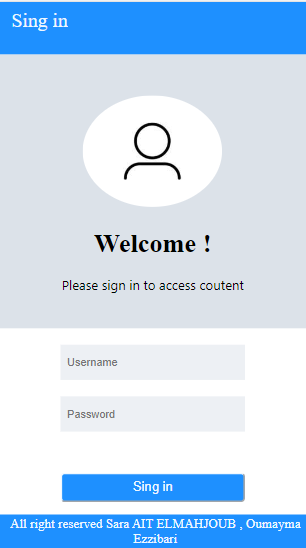 Sing in
Welcome !
Please sign in to access coutent
Username
Password
Sing in
All right reserved Sara AIT ELMAHJOUB , Oumayma
Ezzibari